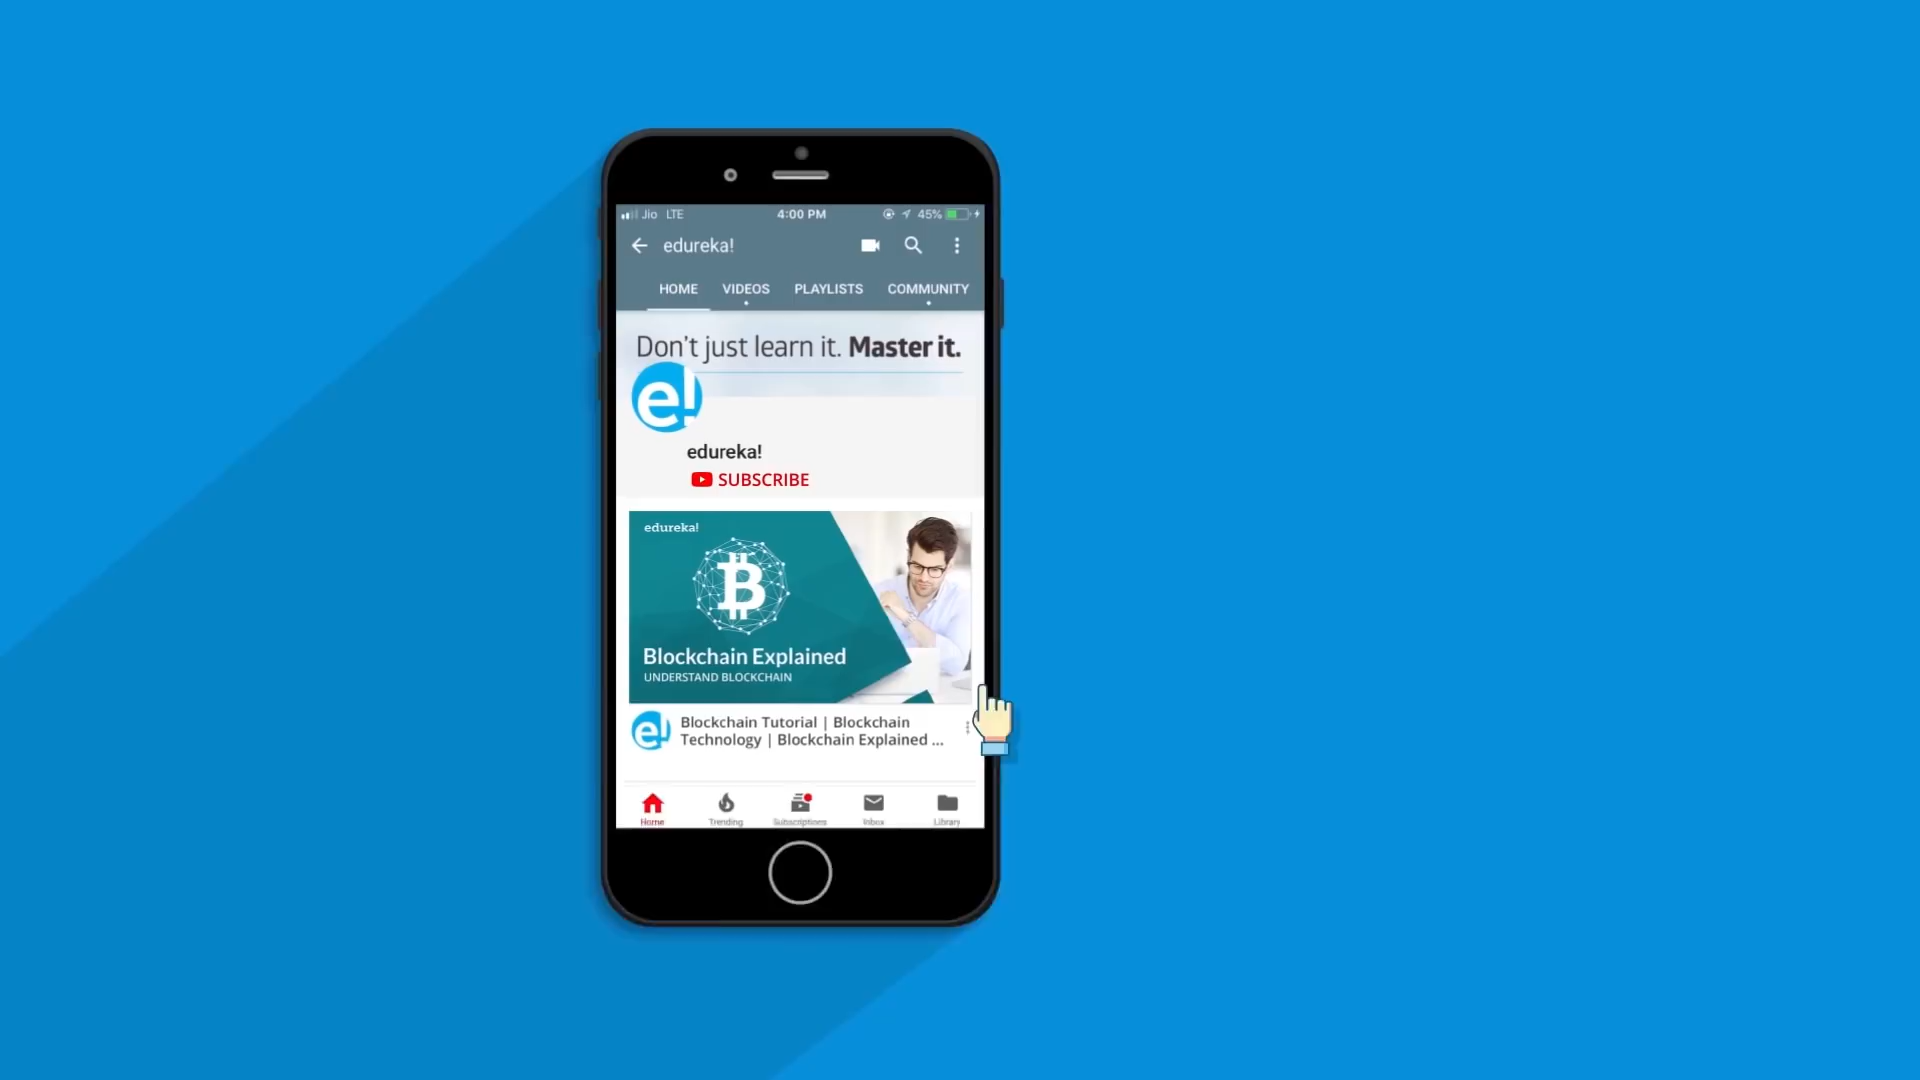 Jio LTE 4:00 PM 45%
edureka!
HOME VIDEOS PLAYLISTS COMMUNITY
Don't just learn it. Master it.
e!
edureka!
SUBSCRIBE
edureka!
B
Blockchain Explained
UNDERSTAND BLOCKCHAIN
e!
Blockchain Tutorial | Blockchain
Technology | Blockchain Explained ...
Home Trending Subscriptions Inbox Library